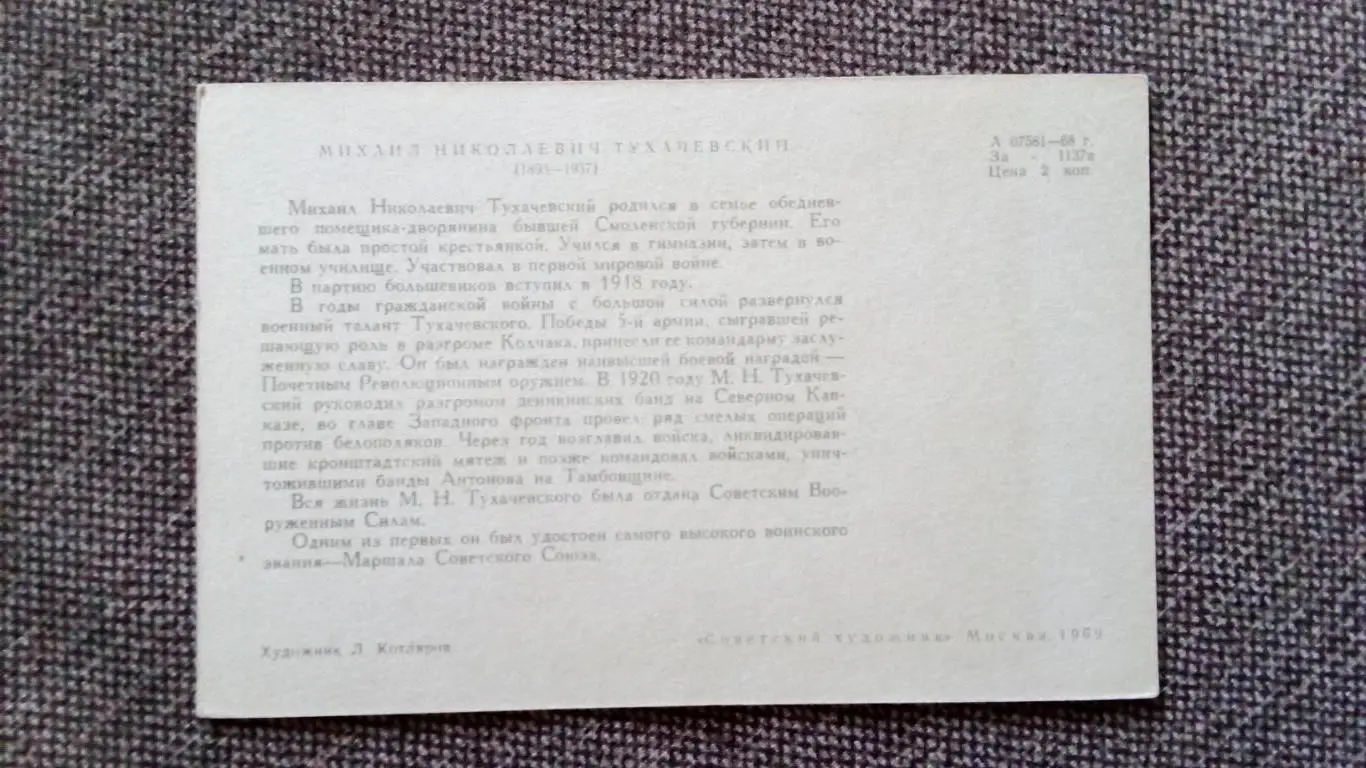 МИХАИЛ НИКОЛАЕВИЧ ТУХАЧЕВСКИЙ
(1893—1937)
А 07581—68 г.
За - 1137а
Цена 2 коп
Михаил Николаевич Тухачевский родился в семье обеднев-
шего помещика-дворянина бывшей Смоленской губернии. Его
мать была простой крестьянкой. Учился в гимназии, затем в во-
енном училище. Участвовал в первой мировой войне.
В партию большевиков вступил в 1918 году.
В годы гражданской войны с большой силой развернулся
военный талант Тухачевского. Победы 5-й армии, сыгравшей ре-
шающую роль в разгроме Колчака, принесли ее командарму заслу-
женную славу. Он был награжден наивысшей боевой наградой—
Почетным Революционным оружием. В 1920 году М. Н. Тухачев-
ский руководил разгромом деникинских банд на Северном Кав-
казе, во главе Западного фронта провел ряд смелых операций
против белополяков. Через год возглавил войска, ликвидировав-
шие кронштадтский мятеж и позже командовал войсками, унич-
тожившими банды Антонова на Тамбовщине.
Вся жизнь М. Н. Тухачевского была отдана Советским Воо-
руженным Силам.
Одним из первых он был удостоен самого высокого воинского
звания—Маршала Советского Союза.
Художник Л. Котляров
«Советский художник» Москва 1969